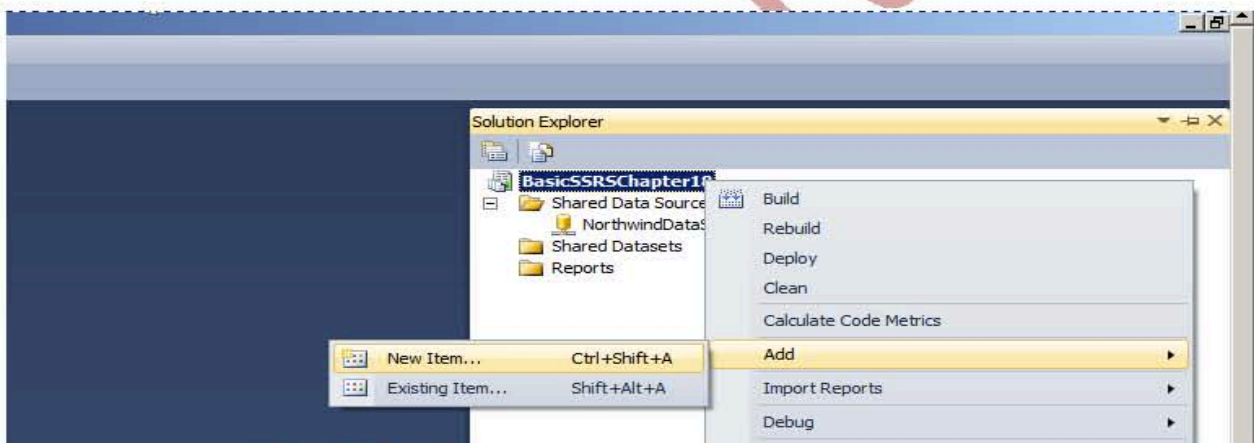 Solution Explorer
BasicSSRSChapter18
Shared Data Source
NorthwindDataS
Shared Datasets
Reports
Build
Rebuild
Deploy
Clean
Calculate Code Metrics
Add
New Item... Ctrl+Shift+A
Existing Item... Shift+Alt+A
Import Reports
Debug